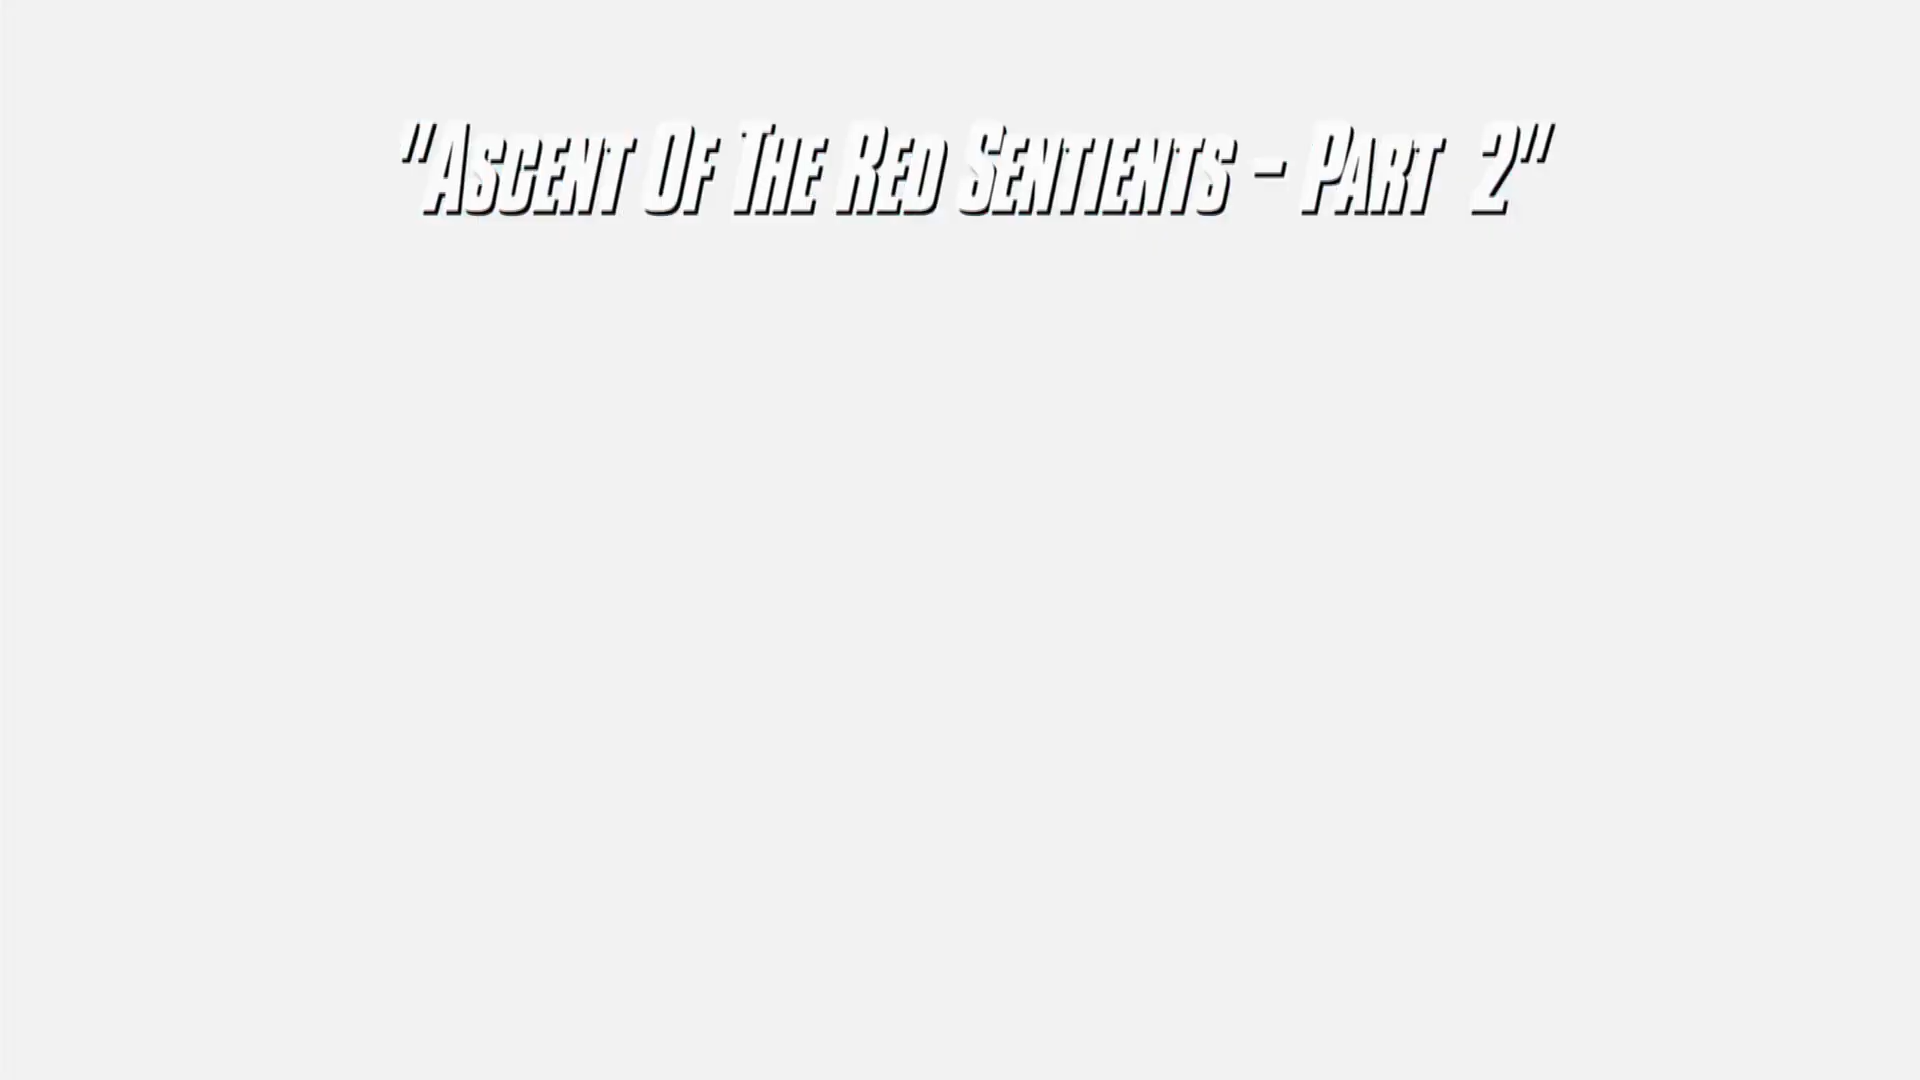 "Ascent Of The Red Sentients - Part 2"